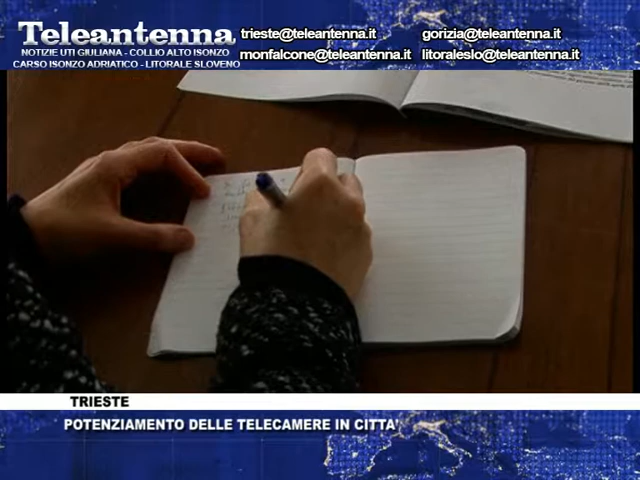 Teleantenna
NOTIZIE UTI GIULIANA - COLLIO ALTO ISONZO
CARSO ISONZO ADRIATICO - LITORALE SLOVENO
trieste@teleantenna.it gorizia@teleantenna.it
monfalcone@teleantenna.it litoraleslo@teleantenna.it
TRIESTE
POTENZIAMENTO DELLE TELECAMERE IN CITTA'